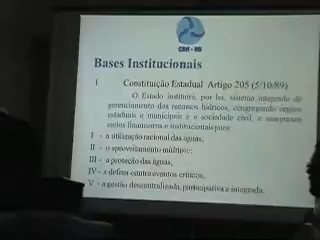 CBH - RB
Bases Institucionais
1 Constituição Estadual Artigo 205 (5/10/89)
O Estado instituirá, por lei, sistema integrado de
gerenciamento dos recursos hídricos, congregando órgãos
estaduais e municipais e a sociedade civil, e assegurará
meios financeiros e institucionais para:
I - a utilização racional das águas;
II - o aproveitamento múltiplo;
III - a proteção das águas;
IV - a defesa contra eventos críticos;
V - a gestão descentralizada, participativa e integrada.